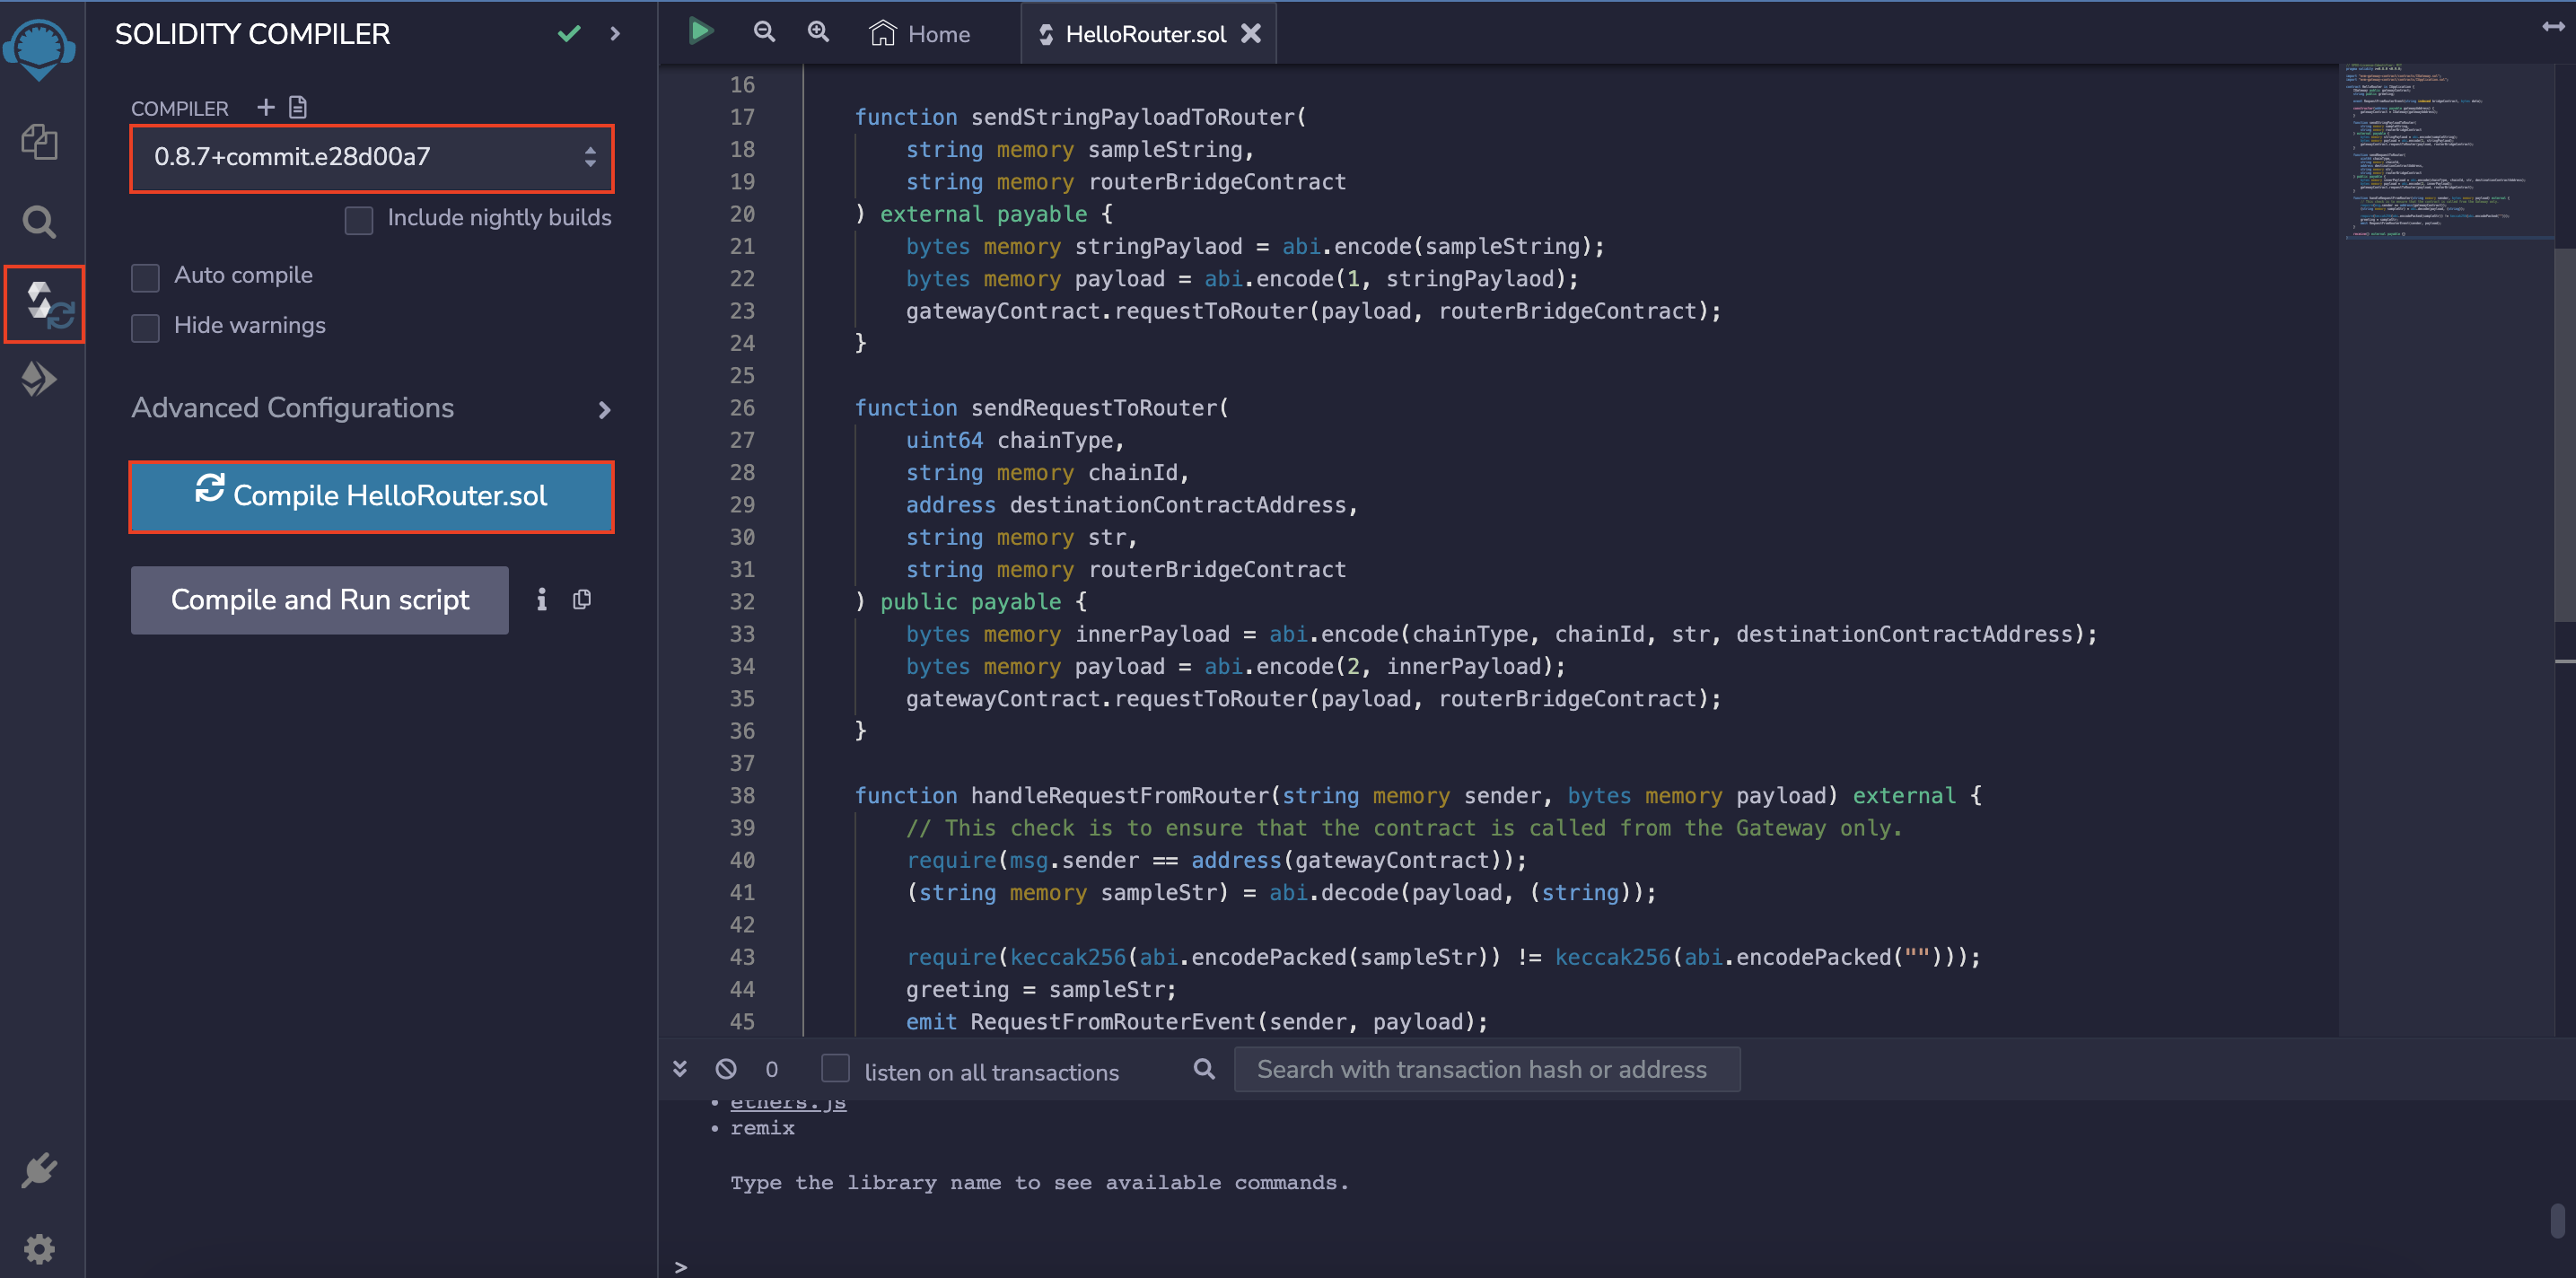 SOLIDITY COMPILER
COMPILER
0.8.7+commit.e28d00a7
Include nightly builds
Auto compile
Hide warnings
Advanced Configurations
Compile HelloRouter.sol
Compile and Run script
Home
HelloRouter.sol
16
17 function sendStringPayloadToRouter(
18 string memory sampleString,
19 string memory routerBridgeContract
20 ) external payable {
21 bytes memory stringPaylaod = abi.encode(sampleString);
22 bytes memory payload = abi.encode(1, stringPaylaod);
23 gatewayContract.requestToRouter(payload, routerBridgeContract);
24 }
25
26 function sendRequestToRouter(
27 uint64 chainType,
28 string memory chainId,
29 address destinationContractAddress,
30 string memory str,
31 string memory routerBridgeContract
32 ) public payable {
33 bytes memory innerPayload = abi.encode(chainType, chainId, str, destinationContractAddress);
34 bytes memory payload = abi.encode(2, innerPayload);
35 gatewayContract.requestToRouter(payload, routerBridgeContract);
36 }
37
38 function handleRequestFromRouter(string memory sender, bytes memory payload) external {
39 // This check is to ensure that the contract is called from the Gateway only.
40 require(msg.sender == address(gatewayContract));
41 (string memory sampleStr) = abi.decode(payload, (string));
42
43 require(keccak256(abi.encodePacked(sampleStr)) != keccak256(abi.encodePacked("")));
44 greeting = sampleStr;
45 emit RequestFromRouterEvent(sender, payload);
0
listen on all transactions
Search with transaction hash or address
• ethers.js
• remix
Type the library name to see available commands.
>